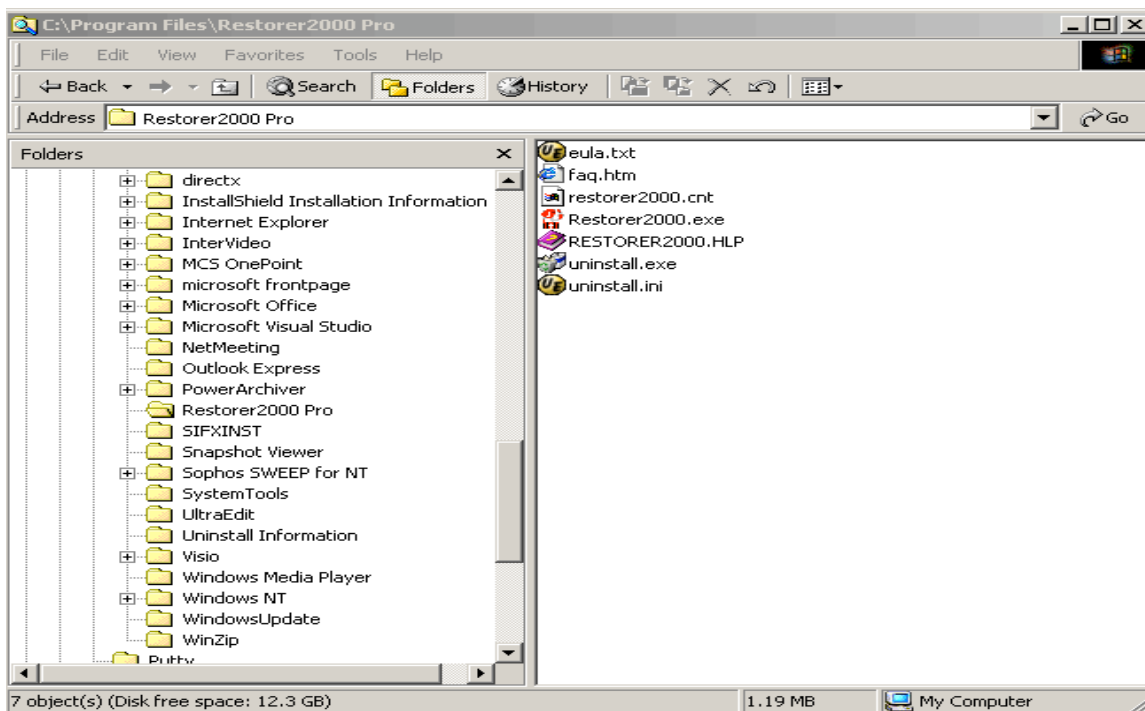 C:\Program Files\Restorer2000 Pro
File Edit View Favorites Tools Help
Back Search Folders History
Address Restorer2000 Pro Go
Folders
directx
InstallShield Installation Information
Internet Explorer
InterVideo
MCS OnePoint
microsoft frontpage
Microsoft Office
Microsoft Visual Studio
NetMeeting
Outlook Express
PowerArchiver
Restorer2000 Pro
SIFXINST
Snapshot Viewer
Sophos SWEEP for NT
SystemTools
UltraEdit
Uninstall Information
Visio
Windows Media Player
Windows NT
WindowsUpdate
WinZip
Putty
eula.txt
faq.htm
restorer2000.cnt
Restorer2000.exe
RESTORER2000.HLP
uninstall.exe
uninstall.ini
7 object(s) (Disk free space: 12.3 GB) 1.19 MB My Computer